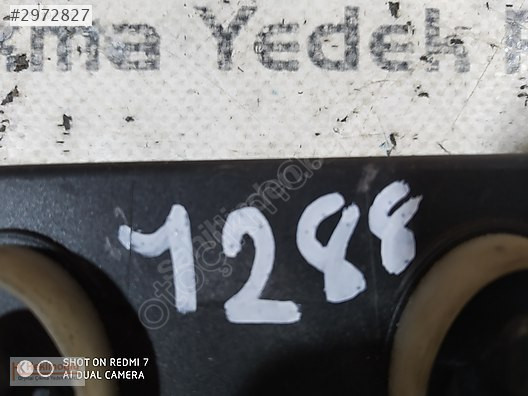 #2972827
ma Yedek
1288
SHOT ON REDMI 7
AI DUAL CAMERA